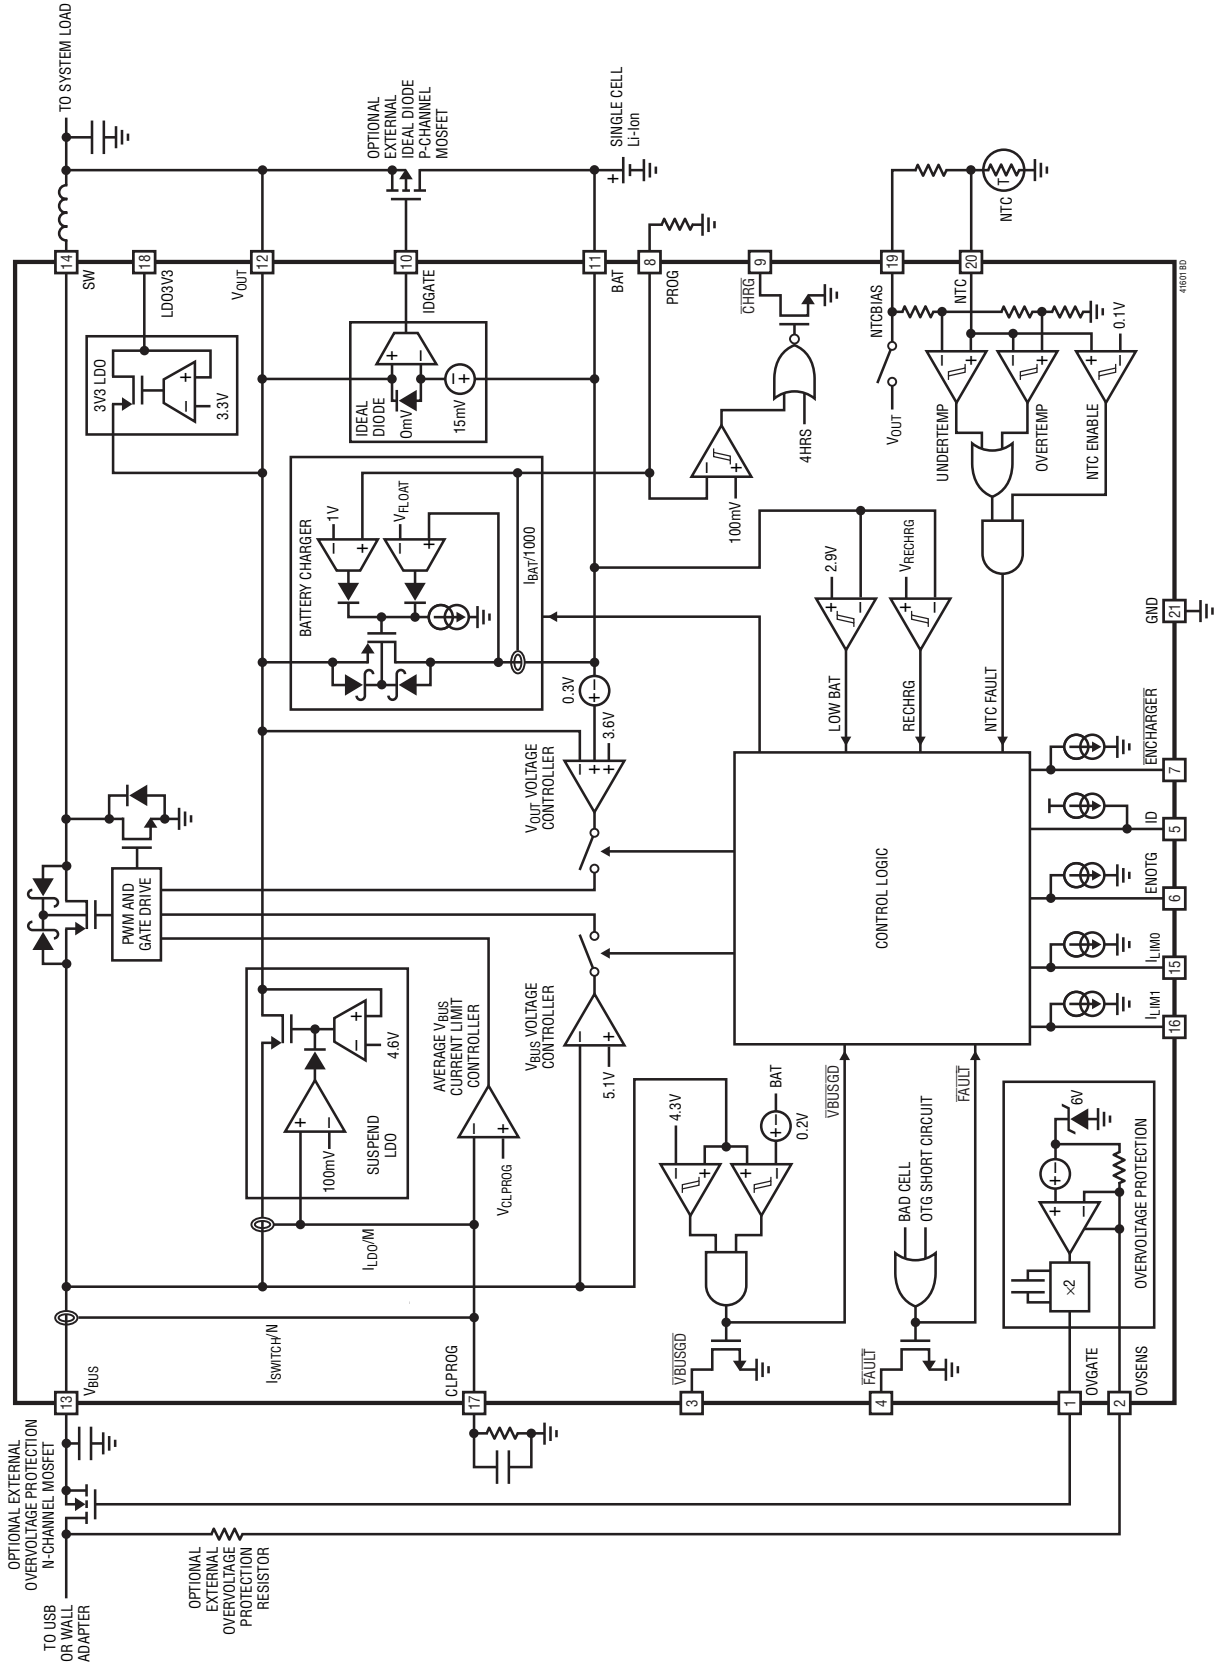 TO USB
OR WALL
ADAPTER
OPTIONAL EXTERNAL
OVERVOLTAGE PROTECTION
N-CHANNEL MOSFET
OPTIONAL
EXTERNAL
OVERVOLTAGE
PROTECTION
RESISTOR
13
VBUS
ISWITCH/N
ILDO/M
17
CLPROG
SUSPEND
LDO
100mV
+
–
4.6V
–
+
AVERAGE VBUS
CURRENT LIMIT
CONTROLLER
–
+
VCLPROG
VBUS VOLTAGE
CONTROLLER
–
+
5.1V
PWM AND
GATE DRIVE
VOUT VOLTAGE
CONTROLLER
–
+
+
3.6V
0.3V
+ –
BATTERY CHARGER
–
+
1V
–
+
VFLOAT
IBAT/1000
3V3 LDO
–
+
3.3V
IDEAL
DIODE
0mV
+
–
15mV
– +
14
SW
18
LDO3V3
12
VOUT
10
IDGATE
11
BAT
8
PROG
9
CHRG
19
NTCBIAS
20
NTC
TO SYSTEM LOAD
OPTIONAL
EXTERNAL
IDEAL DIODE
P-CHANNEL
MOSFET
SINGLE CELL
Li-Ion
+
T
NTC
–
+
100mV
4HRS
VOUT
–
+
–
+
+
–
0.1V
UNDERTEMP
OVERTEMP
NTC ENABLE
2.9V
+
–
VRECHRG
+
–
LOW BAT
RECHRG
NTC FAULT
CONTROL LOGIC
4.3V
–
+
+
–
BAT
+ –
0.2V
VBUSGD
3
VBUSGD
BAD CELL
OTG SHORT CIRCUIT
FAULT
4
FAULT
OVERVOLTAGE PROTECTION
6V
+ –
+
–
×2
1
OVGATE
2
OVSENS
16
ILIM1
15
ILIM0
6
ENOTG
5
ID
7
ENCHARGER
21
GND
41601 BD